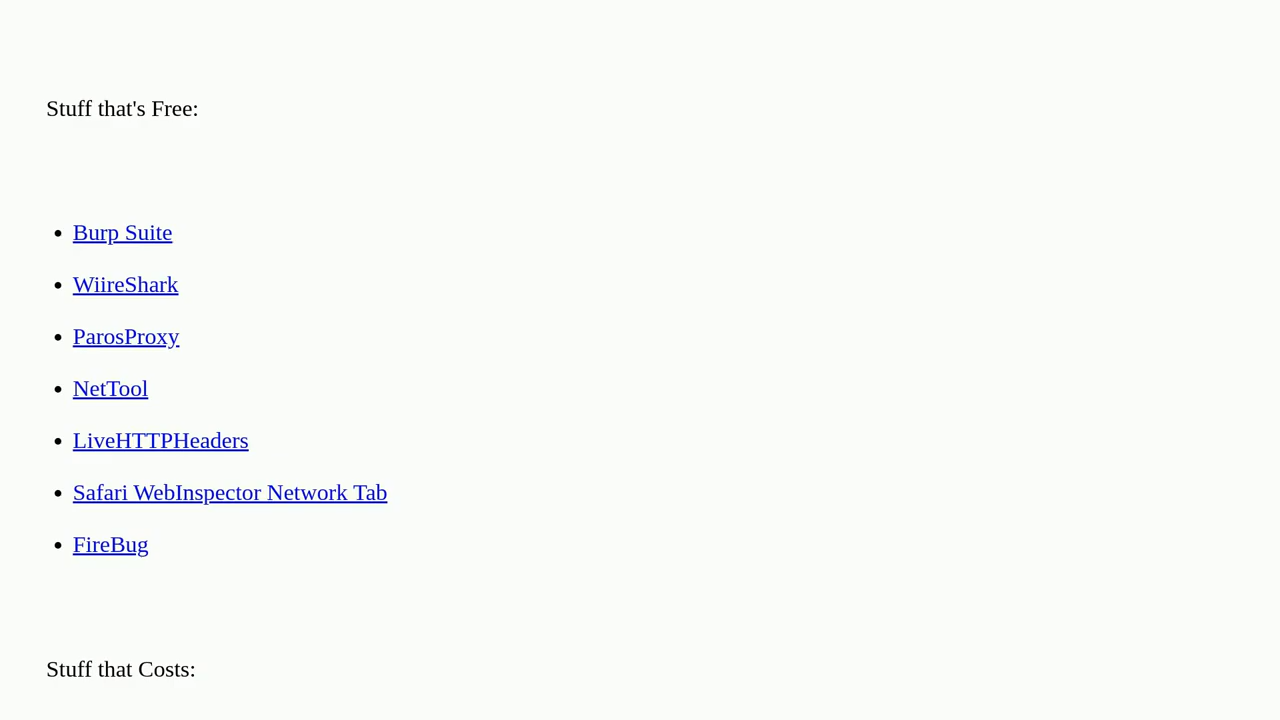 Stuff that's Free:
• Burp Suite
• WiireShark
• ParosProxy
• NetTool
• LiveHTTPHeaders
• Safari WebInspector Network Tab
• FireBug
Stuff that Costs: